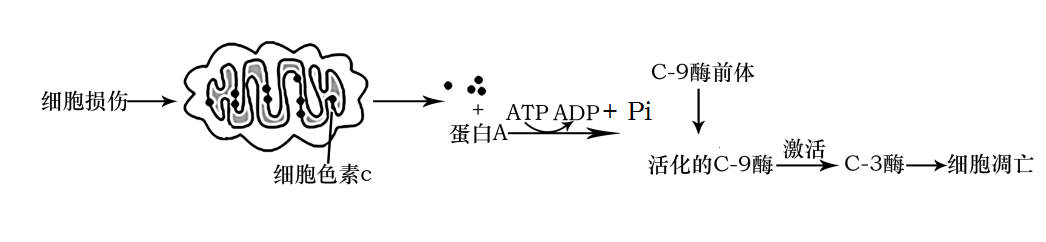 细胞损伤
细胞色素c
+
蛋白A
ATP ADP+ Pi
C-9酶前体
活化的C-9酶
激活
C-3酶
细胞凋亡